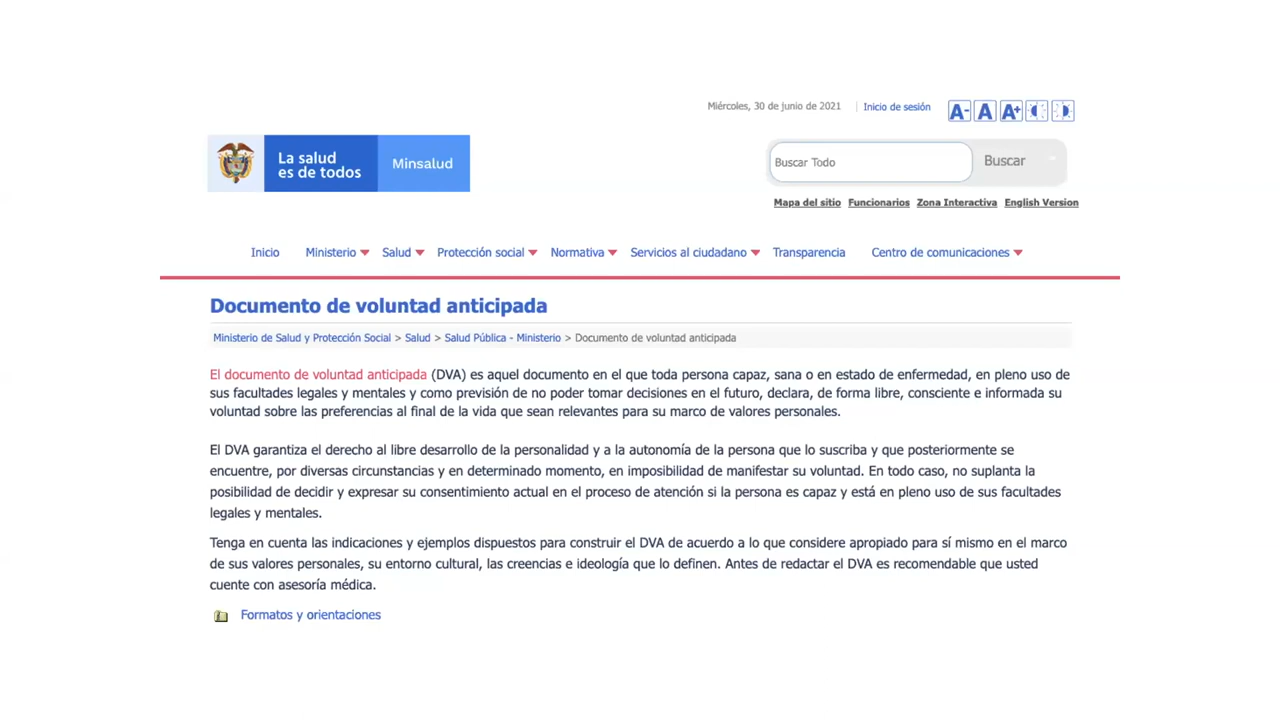 Miércoles, 30 de junio de 2021 Inicio de sesión A- A A+
La salud
es de todos
Minsalud
Buscar Todo Buscar
Mapa del sitio Funcionarios Zona Interactiva English Version
Inicio Ministerio Salud Protección social Normativa Servicios al ciudadano Transparencia Centro de comunicaciones
Documento de voluntad anticipada
Ministerio de Salud y Protección Social > Salud > Salud Pública - Ministerio > Documento de voluntad anticipada
El documento de voluntad anticipada (DVA) es aquel documento en el que toda persona capaz, sana o en estado de enfermedad, en pleno uso de
sus facultades legales y mentales y como previsión de no poder tomar decisiones en el futuro, declara, de forma libre, consciente e informada su
voluntad sobre las preferencias al final de la vida que sean relevantes para su marco de valores personales.
El DVA garantiza el derecho al libre desarrollo de la personalidad y a la autonomía de la persona que lo suscriba y que posteriormente se
encuentre, por diversas circunstancias y en determinado momento, en imposibilidad de manifestar su voluntad. En todo caso, no suplanta la
posibilidad de decidir y expresar su consentimiento actual en el proceso de atención si la persona es capaz y está en pleno uso de sus facultades
legales y mentales.
Tenga en cuenta las indicaciones y ejemplos dispuestos para construir el DVA de acuerdo a lo que considere apropiado para sí mismo en el marco
de sus valores personales, su entorno cultural, las creencias e ideología que lo definen. Antes de redactar el DVA es recomendable que usted
cuente con asesoría médica.
Formatos y orientaciones